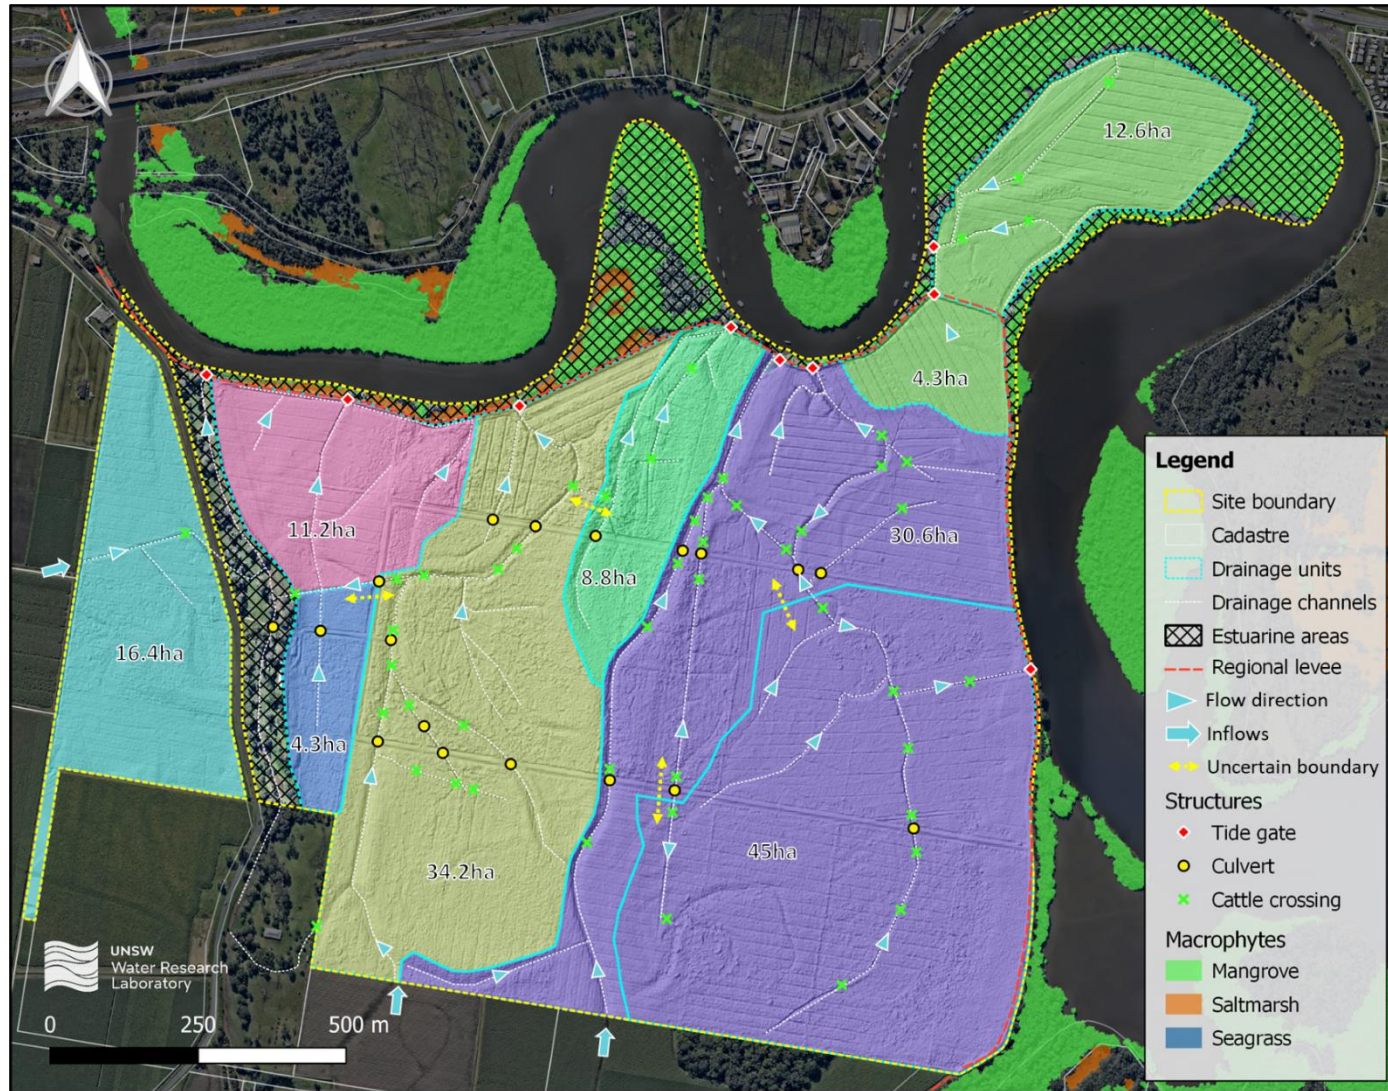 12.6ha
4.3ha
11.2ha
30.6ha
8.8ha
16.4ha
4.3ha
34.2ha
45ha
UNSW
Water Research
Laboratory
0 250 500 m
Legend
Site boundary
Cadastre
Drainage units
Drainage channels
Estuarine areas
Regional levee
Flow direction
Inflows
Uncertain boundary
Structures
Tide gate
Culvert
Cattle crossing
Macrophytes
Mangrove
Saltmarsh
Seagrass